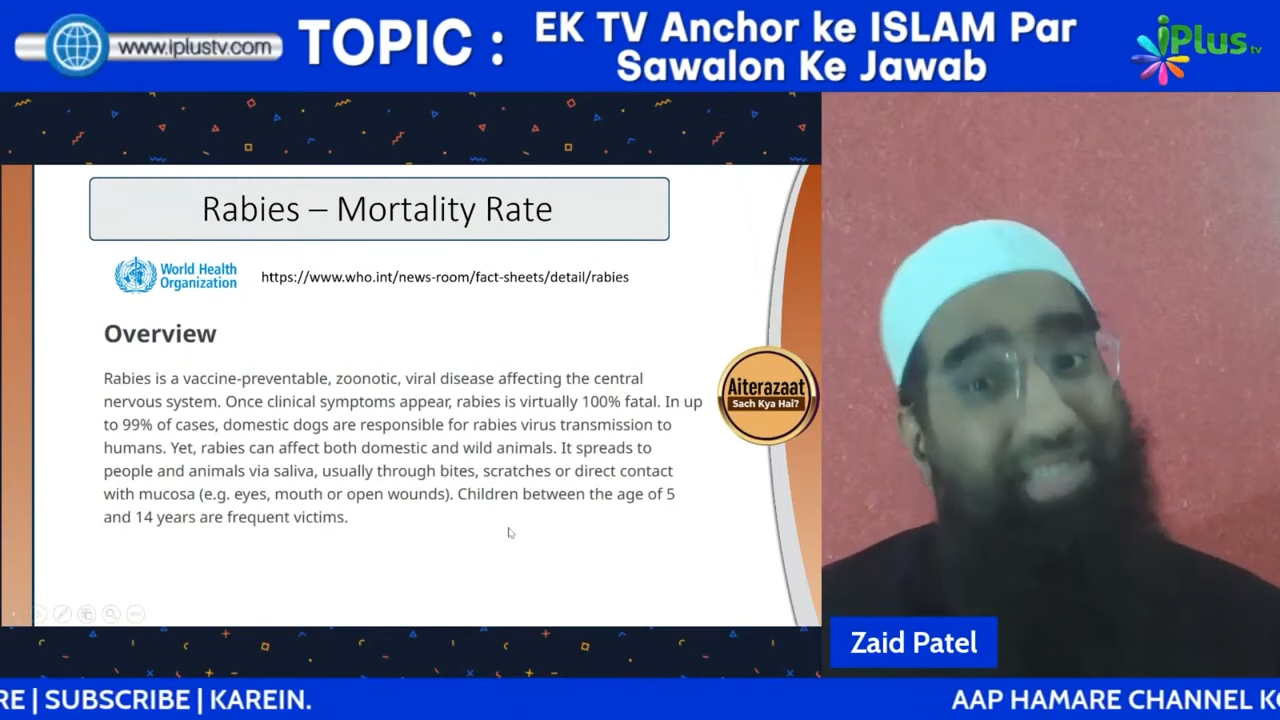 www.iplustv.com
TOPIC :
EK TV Anchor ke ISLAM Par
Sawalon Ke Jawab
iPlus tv
Rabies – Mortality Rate
World Health
Organization
https://www.who.int/news-room/fact-sheets/detail/rabies
Overview
Rabies is a vaccine-preventable, zoonotic, viral disease affecting the central
nervous system. Once clinical symptoms appear, rabies is virtually 100% fatal. In up
to 99% of cases, domestic dogs are responsible for rabies virus transmission to
humans. Yet, rabies can affect both domestic and wild animals. It spreads to
people and animals via saliva, usually through bites, scratches or direct contact
with mucosa (e.g. eyes, mouth or open wounds). Children between the age of 5
and 14 years are frequent victims.
Aiterazaat
Sach Kya Hai?
Zaid Patel
RE | SUBSCRIBE | KAREIN.
AAP HAMARE CHANNEL